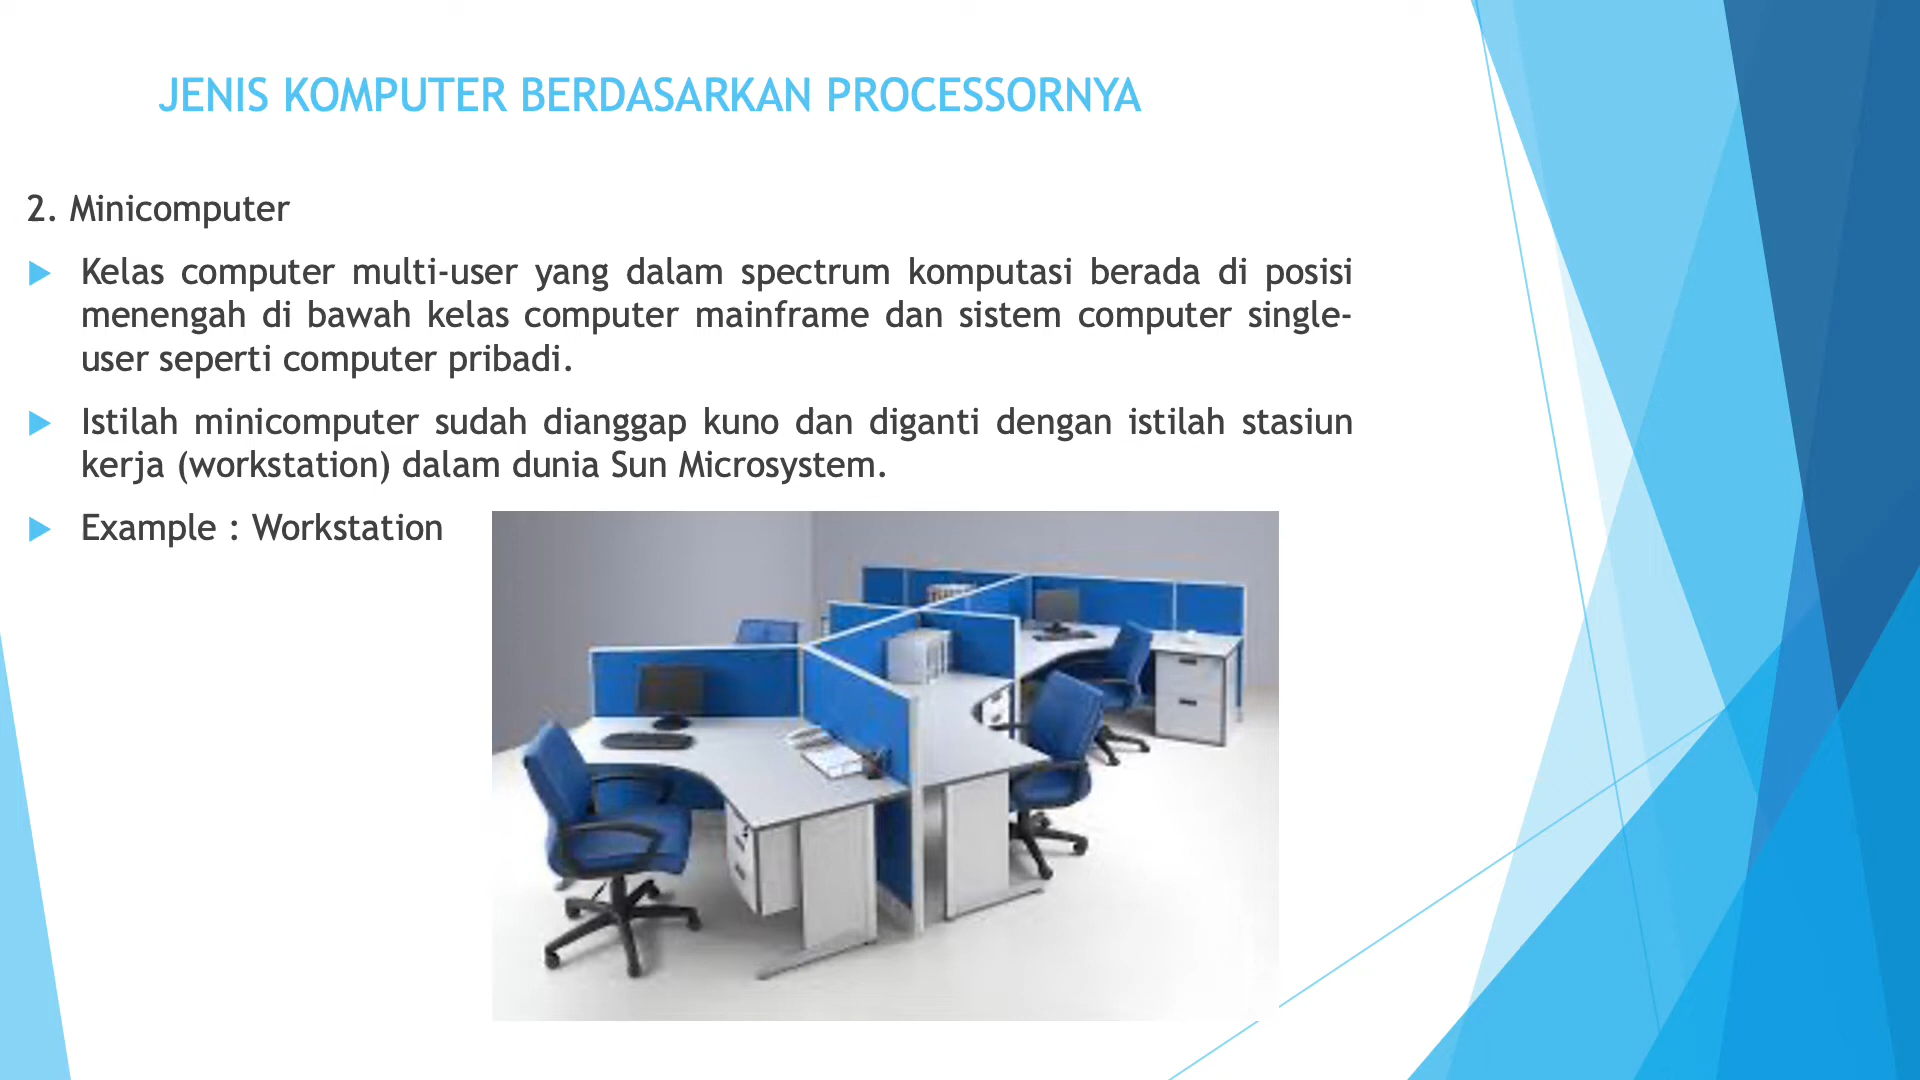 JENIS KOMPUTER BERDASARKAN PROCESSORNYA
2. Minicomputer
Kelas computer multi-user yang dalam spectrum komputasi berada di posisi
menengah di bawah kelas computer mainframe dan sistem computer single-
user seperti computer pribadi.
Istilah minicomputer sudah dianggap kuno dan diganti dengan istilah stasiun
kerja (workstation) dalam dunia Sun Microsystem.
Example : Workstation